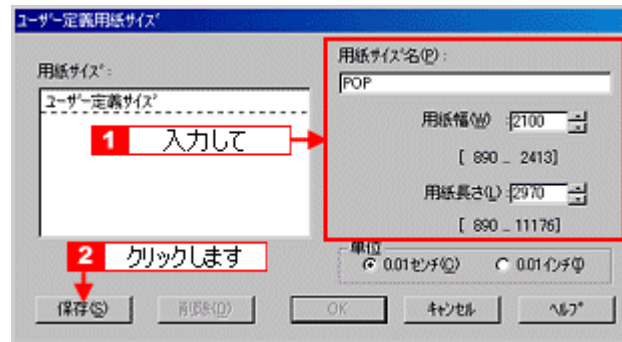 ユーザー定義用紙サイズ
用紙サイズ:
ユーザー定義サイズ
用紙サイズ名(P):
POP
用紙幅(W):2100
[ 890 _ 2413]
用紙長さ(L):2970
[ 890 _ 11176]
1 入力して
2 クリックします
単位
0.01センチ(C) 0.01インチ(I)
保存(S) 削除(D) OK キャンセル ヘルプ